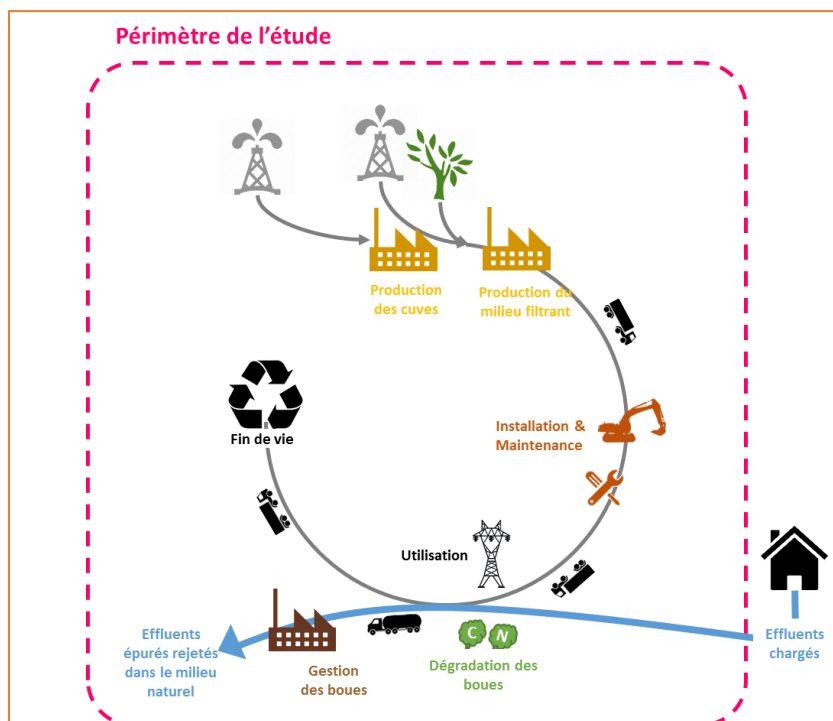 Périmètre de l'étude
Production
des cuves
Production du
milieu filtrant
Fin de vie
Installation &
Maintenance
Utilisation
C N
Effluents
épurés rejetés
dans le milieu
naturel
Gestion
des boues
Dégradation des
boues
Effluents
chargés